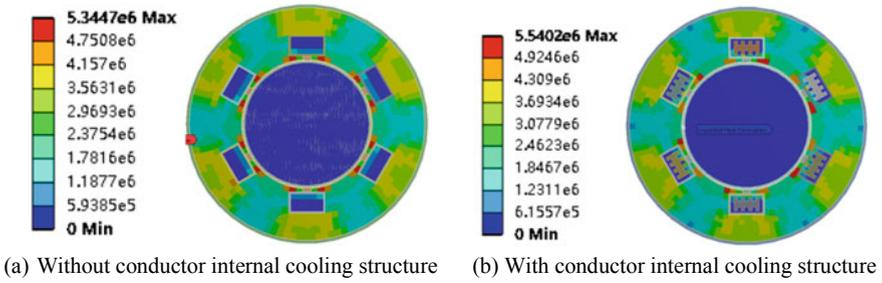 5.3447e6 Max
4.7508e6
4.157e6
3.5631e6
2.9693e6
2.3754e6
1.7816e6
1.1877e6
5.9385e5
0 Min
5.5402e6 Max
4.9246e6
4.309e6
3.6934e6
3.0779e6
2.4623e6
1.8467e6
1.2311e6
6.1557e5
0 Min
(a) Without conductor internal cooling structure
(b) With conductor internal cooling structure